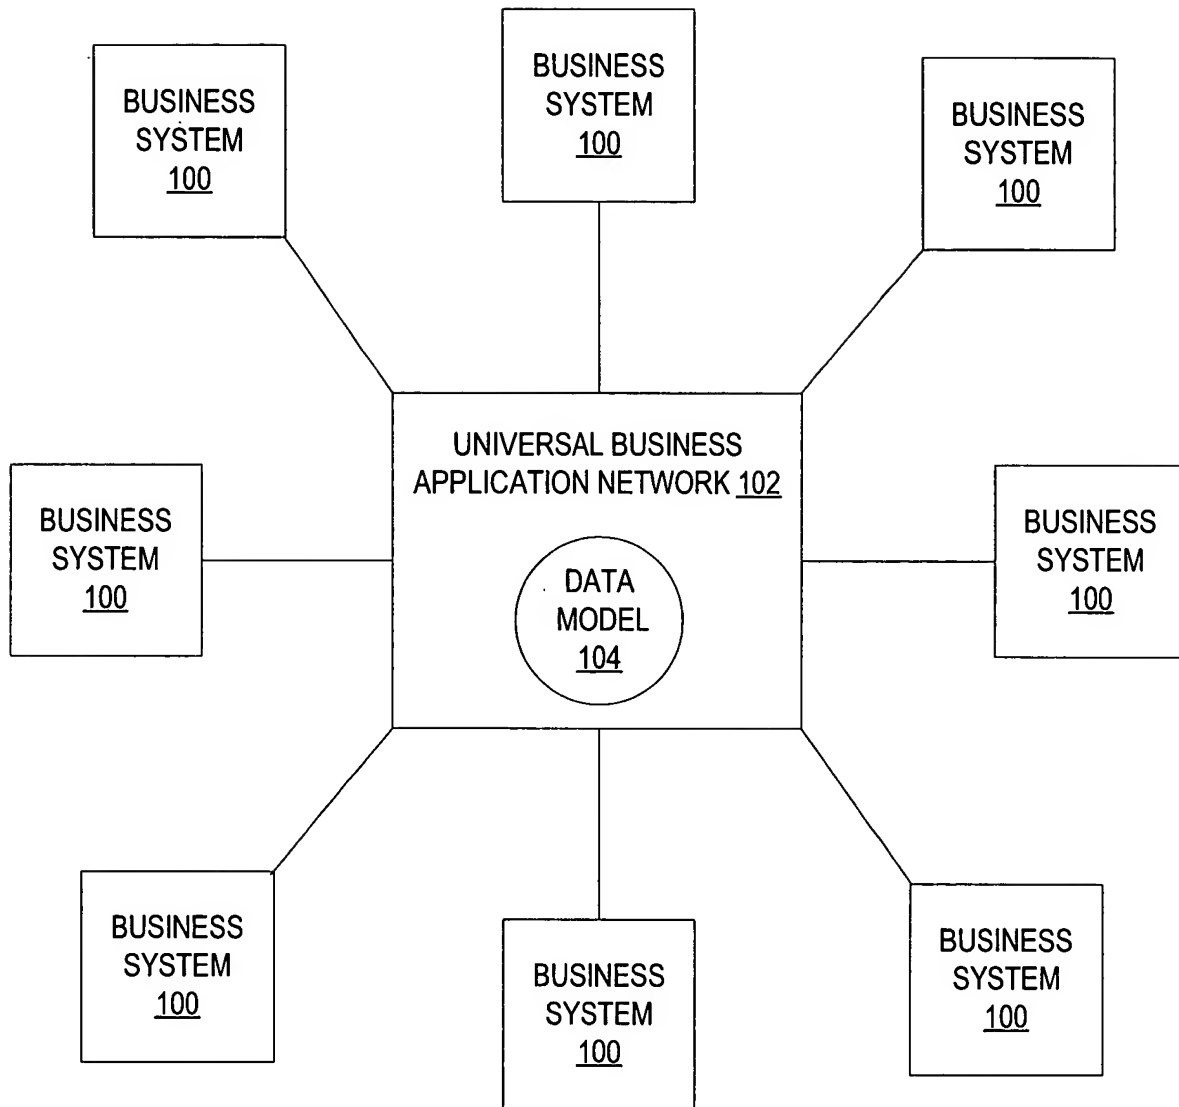 BUSINESS
SYSTEM
100
BUSINESS
SYSTEM
100
BUSINESS
SYSTEM
100
UNIVERSAL BUSINESS
APPLICATION NETWORK 102
BUSINESS
SYSTEM
100
DATA
MODEL
104
BUSINESS
SYSTEM
100
BUSINESS
SYSTEM
100
BUSINESS
SYSTEM
100
BUSINESS
SYSTEM
100